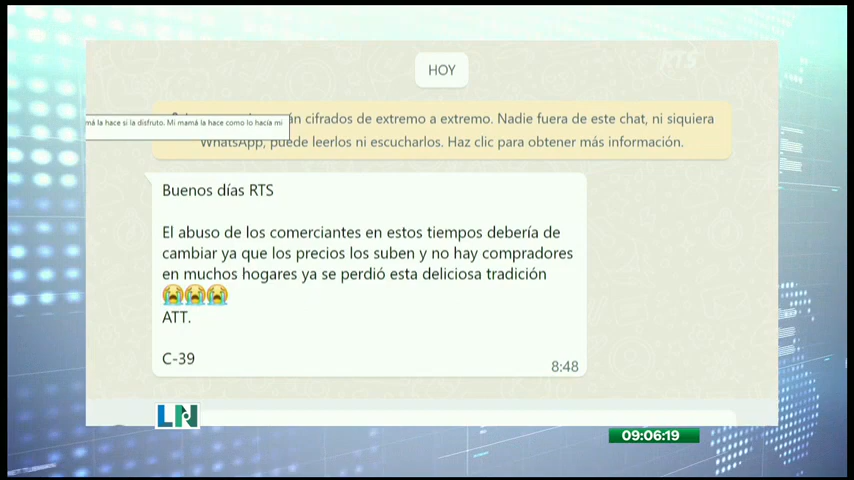 RTS
HOY
má la hace si la disfruto. Mi mamá la hace como lo hacía mi
án cifrados de extremo a extremo. Nadie fuera de este chat, ni siquiera
WhatsApp, puede leerlos ni escucharlos. Haz clic para obtener más información.
Buenos días RTS
El abuso de los comerciantes en estos tiempos debería de
cambiar ya que los precios los suben y no hay compradores
en muchos hogares ya se perdió esta deliciosa tradición
😭😭😭
ATT.
C-39
8:48
LN
09:06:19